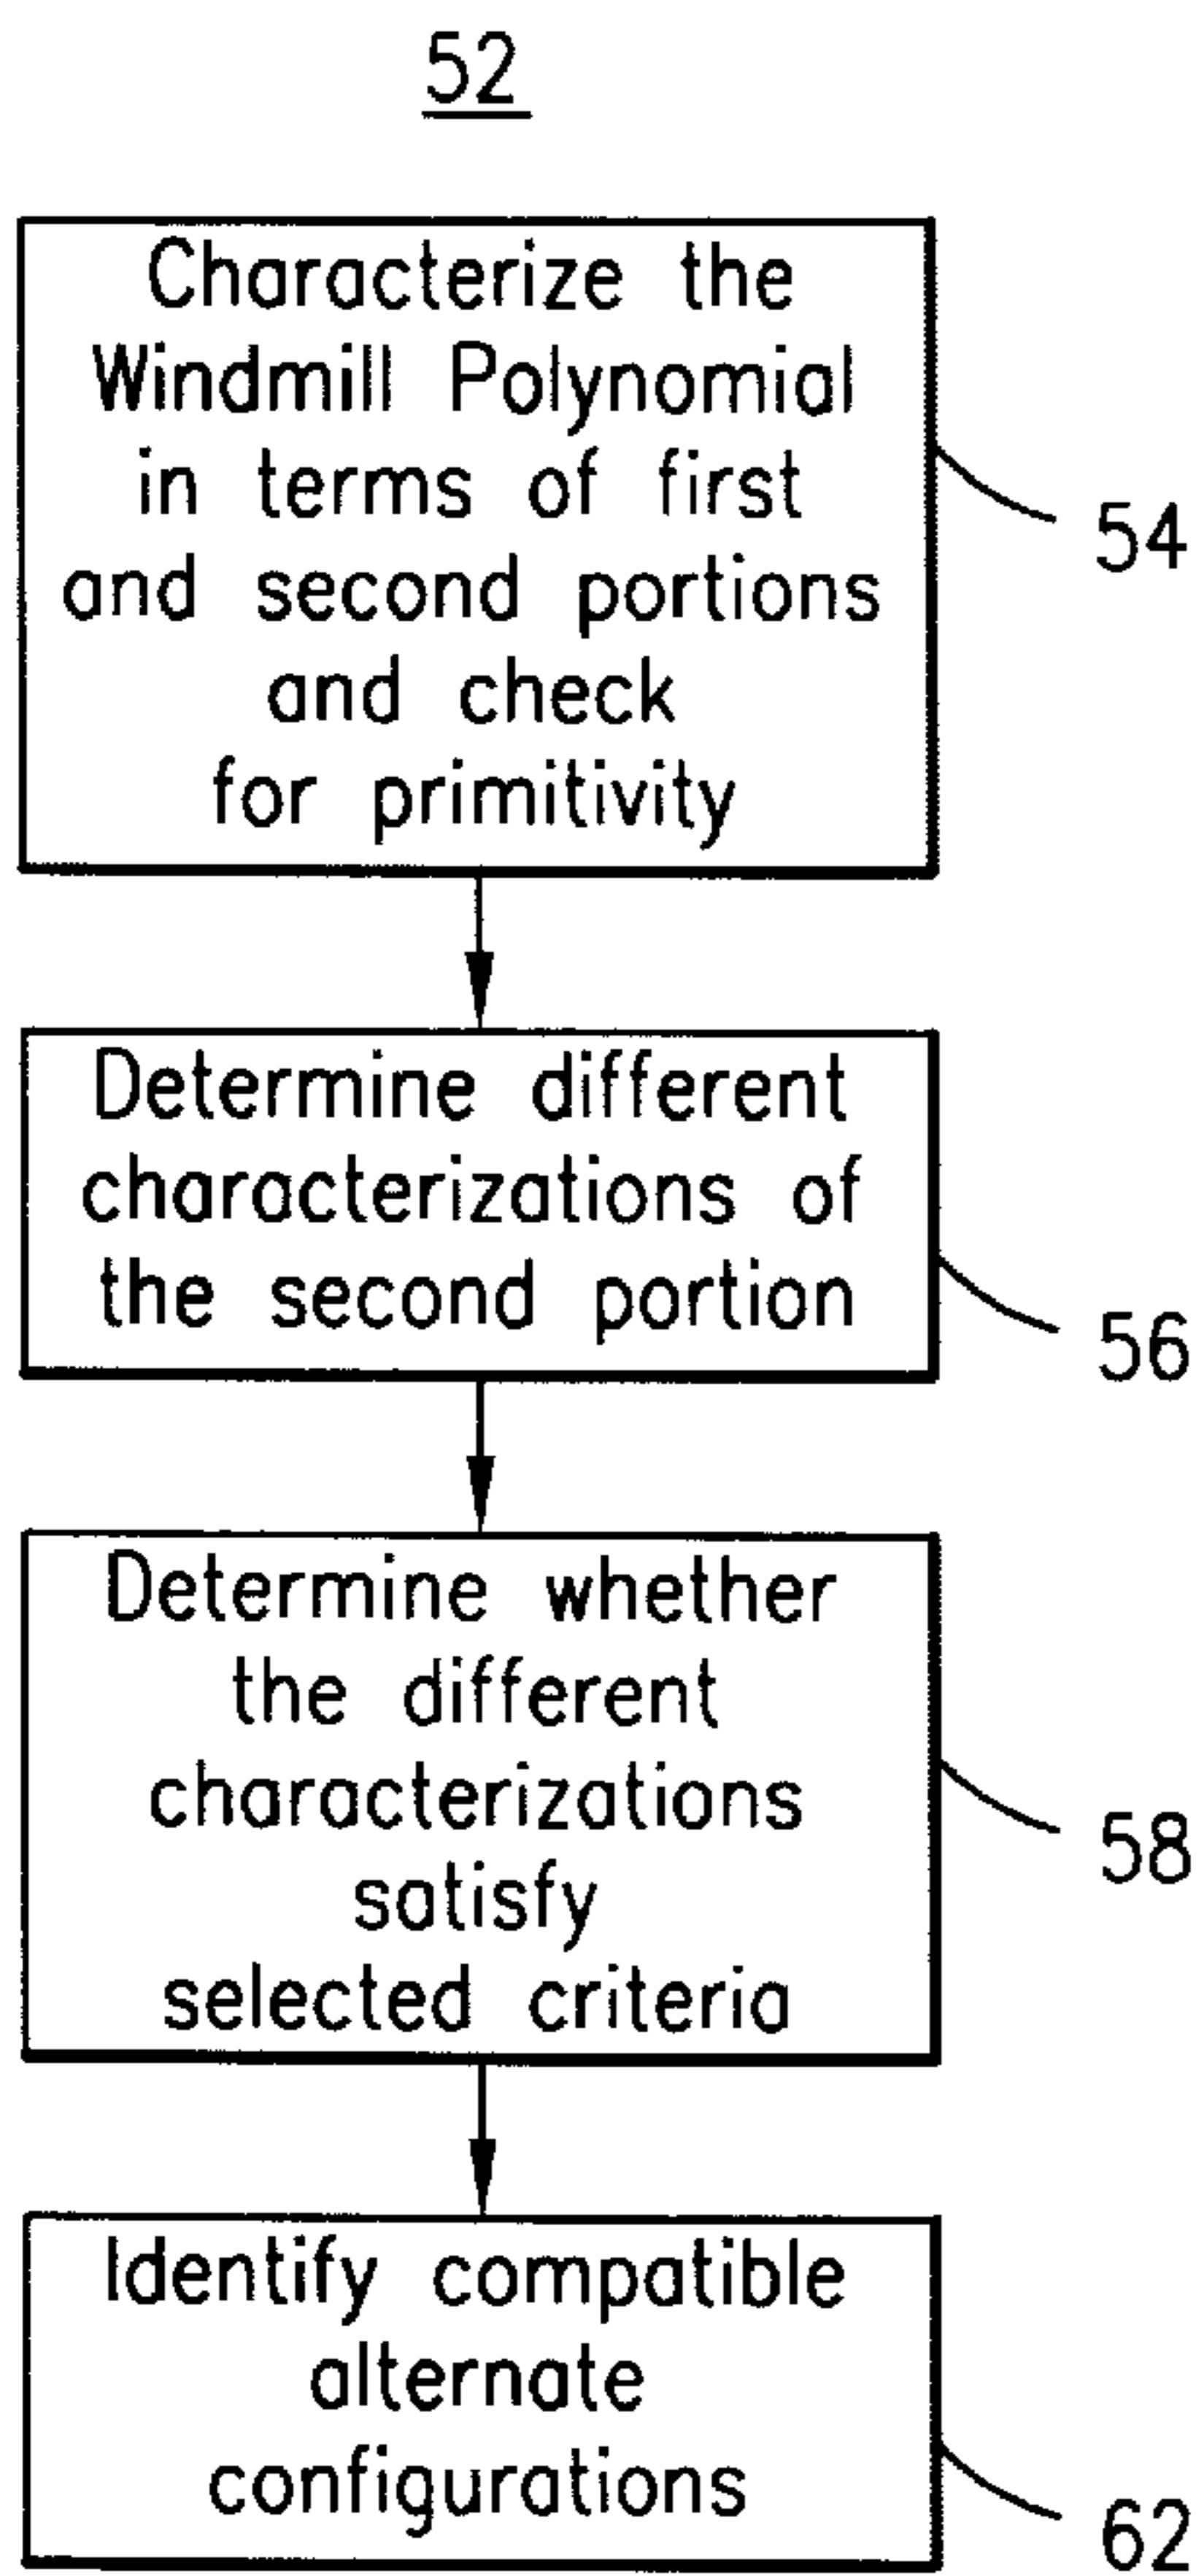 52
Characterize the
Windmill Polynomial
in terms of first
and second portions
and check
for primitivity
54
Determine different
characterizations of
the second portion
56
Determine whether
the different
characterizations
satisfy
selected criteria
58
Identify compatible
alternate
configurations
62